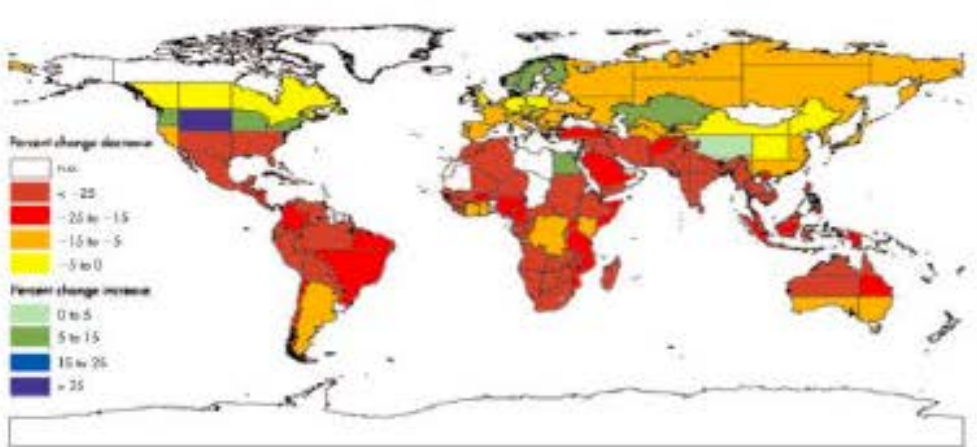 Percent change decrease
< -25
-25 to -15
-15 to -5
-5 to 0
Percent change increase
0 to 5
5 to 15
15 to 25
> 25